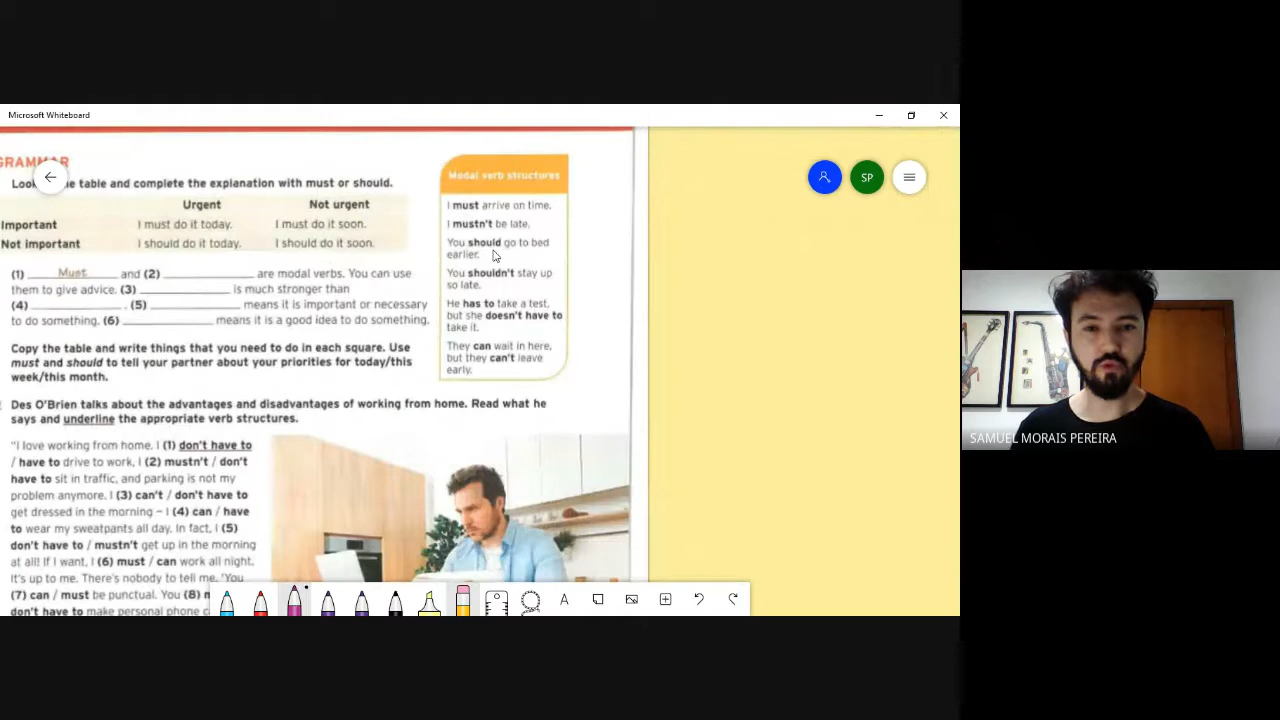 Microsoft Whiteboard
GRAMMAR
Look table and complete the explanation with must or should.
Urgent Not urgent
Important I must do it today. I must do it soon.
Not important I should do it today. I should do it soon.
(1) Must and (2) are modal verbs. You can use
them to give advice. (3) is much stronger than
(4) . (5) means it is important or necessary
to do something. (6) means it is a good idea to do something.
Copy the table and write things that you need to do in each square. Use
must and should to tell your partner about your priorities for today/this
week/this month.
Des O'Brien talks about the advantages and disadvantages of working from home. Read what he
says and underline the appropriate verb structures.
"I love working from home. I (1) don't have to
/ have to drive to work, I (2) mustn't / don't
have to sit in traffic, and parking is not my
problem anymore. I (3) can't / don't have to
get dressed in the morning – I (4) can / have
to wear my sweatpants all day. In fact, I (5)
don't have to / mustn't get up in the morning
at all! If I want, I (6) must / can work all night.
It's up to me. There's nobody to tell me, 'You
(7) can / must be punctual. You (8)
don't have to make personal phone
Modal verb structures
I must arrive on time.
I mustn't be late.
You should go to bed
earlier.
You shouldn't stay up
so late.
He has to take a test,
but she doesn't have to
take it.
They can wait in here,
but they can't leave
early.
SP
SAMUEL MORAIS PEREIRA